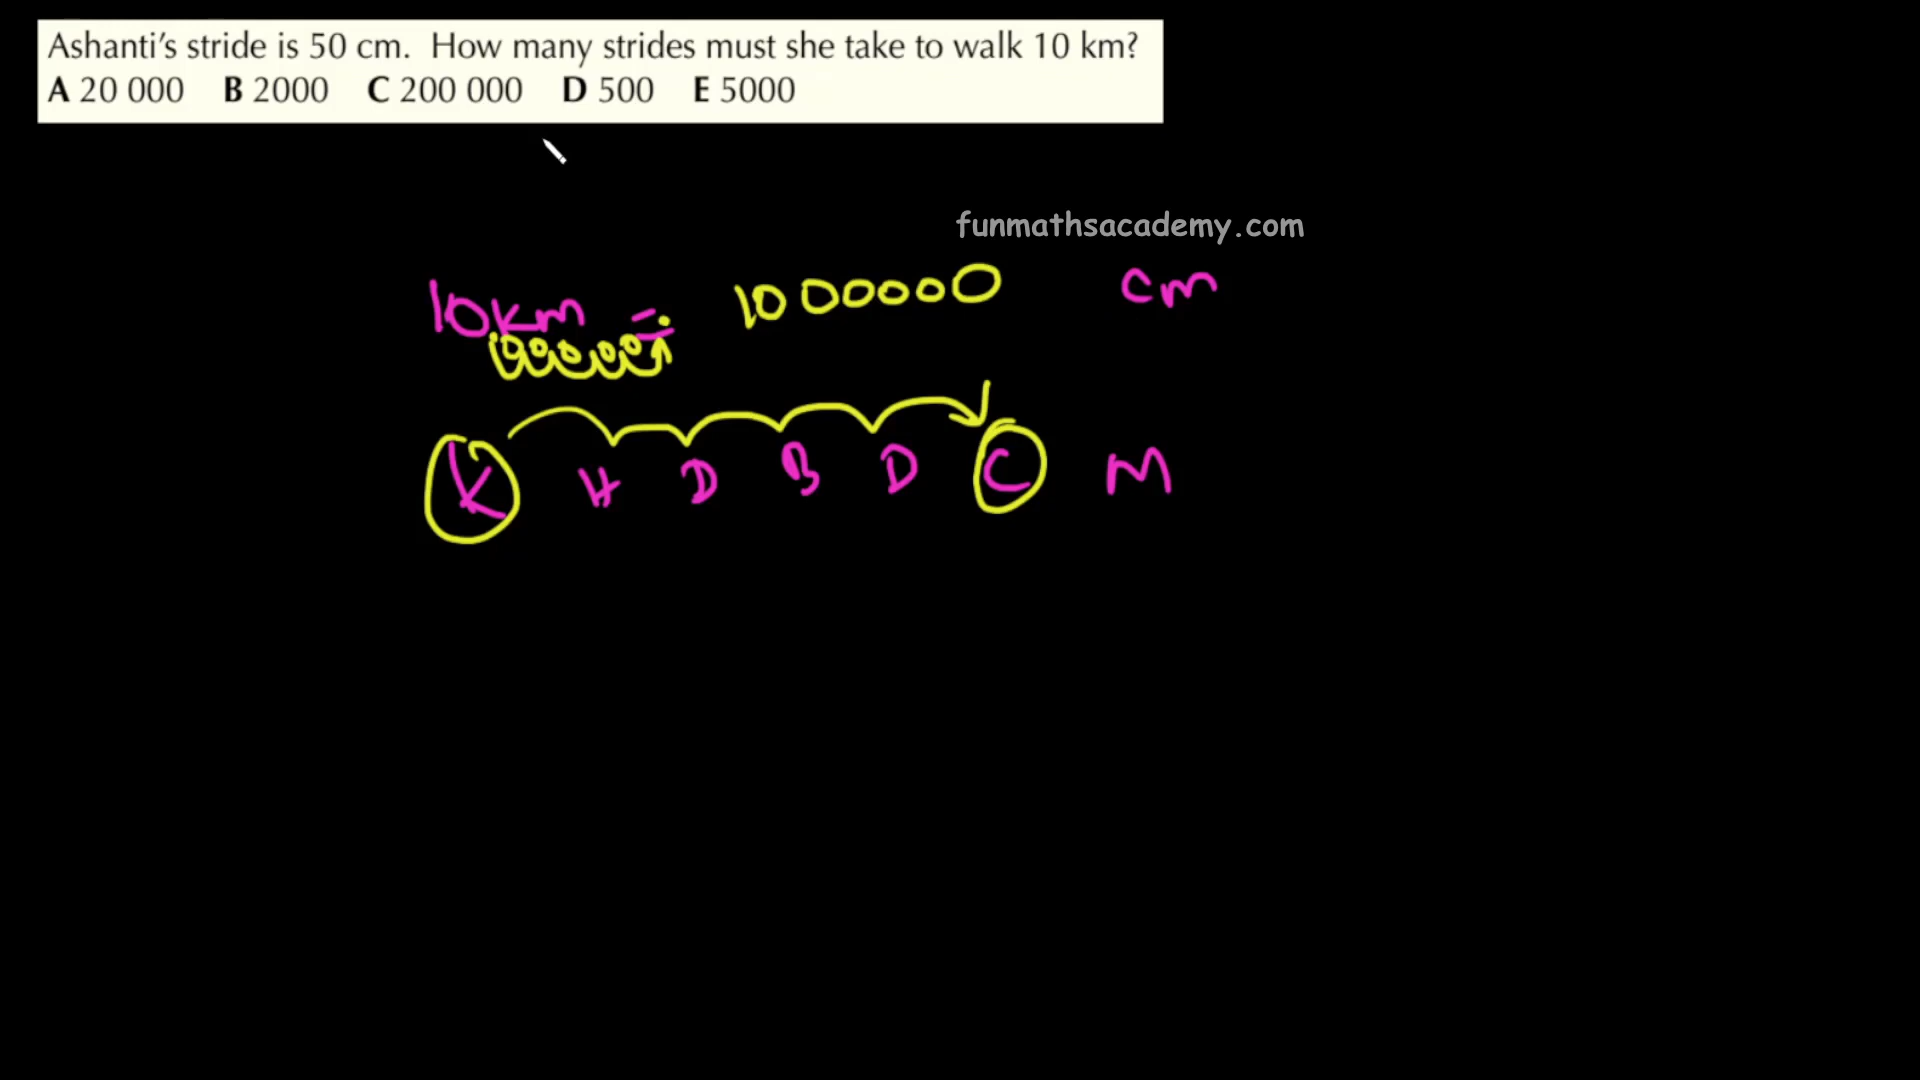 Ashanti's stride is 50 cm. How many strides must she take to walk 10 km?
A 20 000 B 2000 C 200 000 D 500 E 5000
funmathsacademy.com
10km = 1000000 cm
00000
K H D B D C M